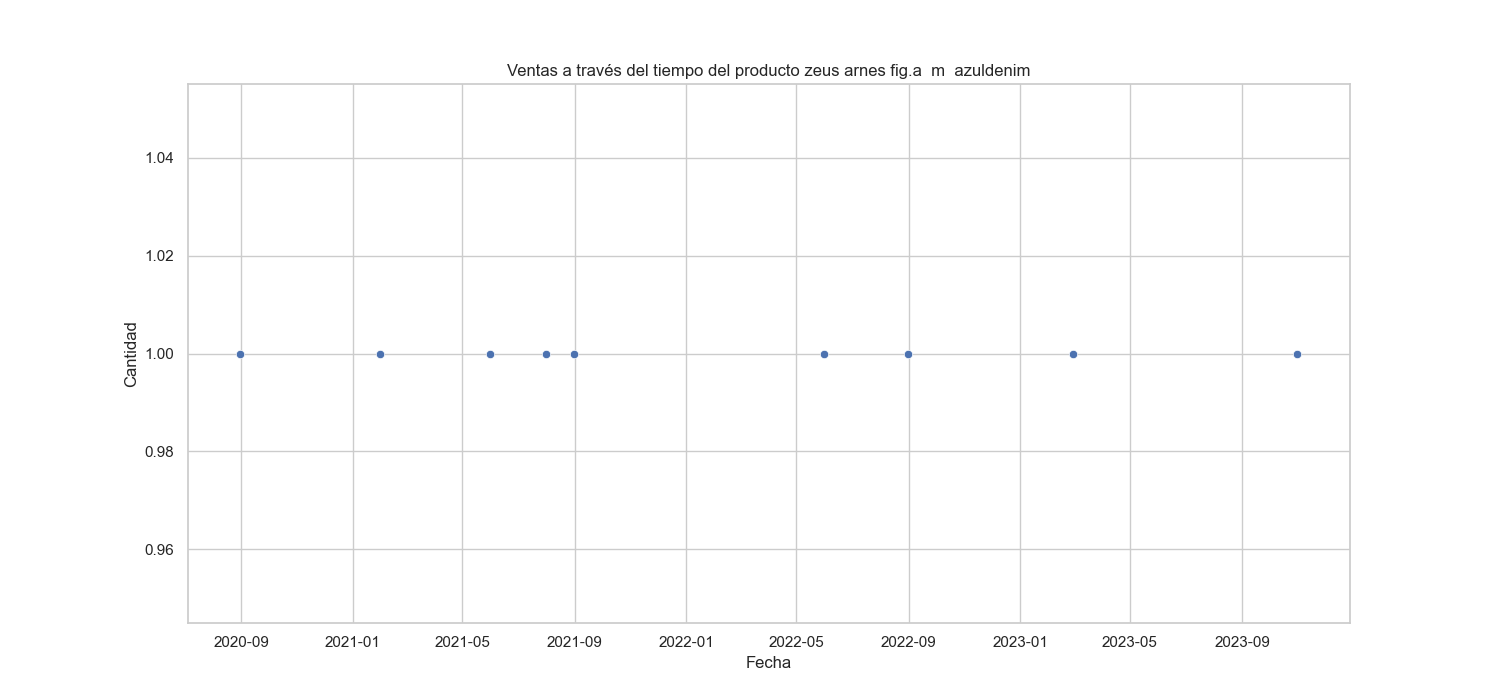 Ventas a través del tiempo del producto zeus arnes fig.a  m  azuldenim
1.04
1.02
1.00
0.98
0.96
Cantidad
2020-09 2021-01 2021-05 2021-09 2022-01 2022-05 2022-09 2023-01 2023-05 2023-09
Fecha